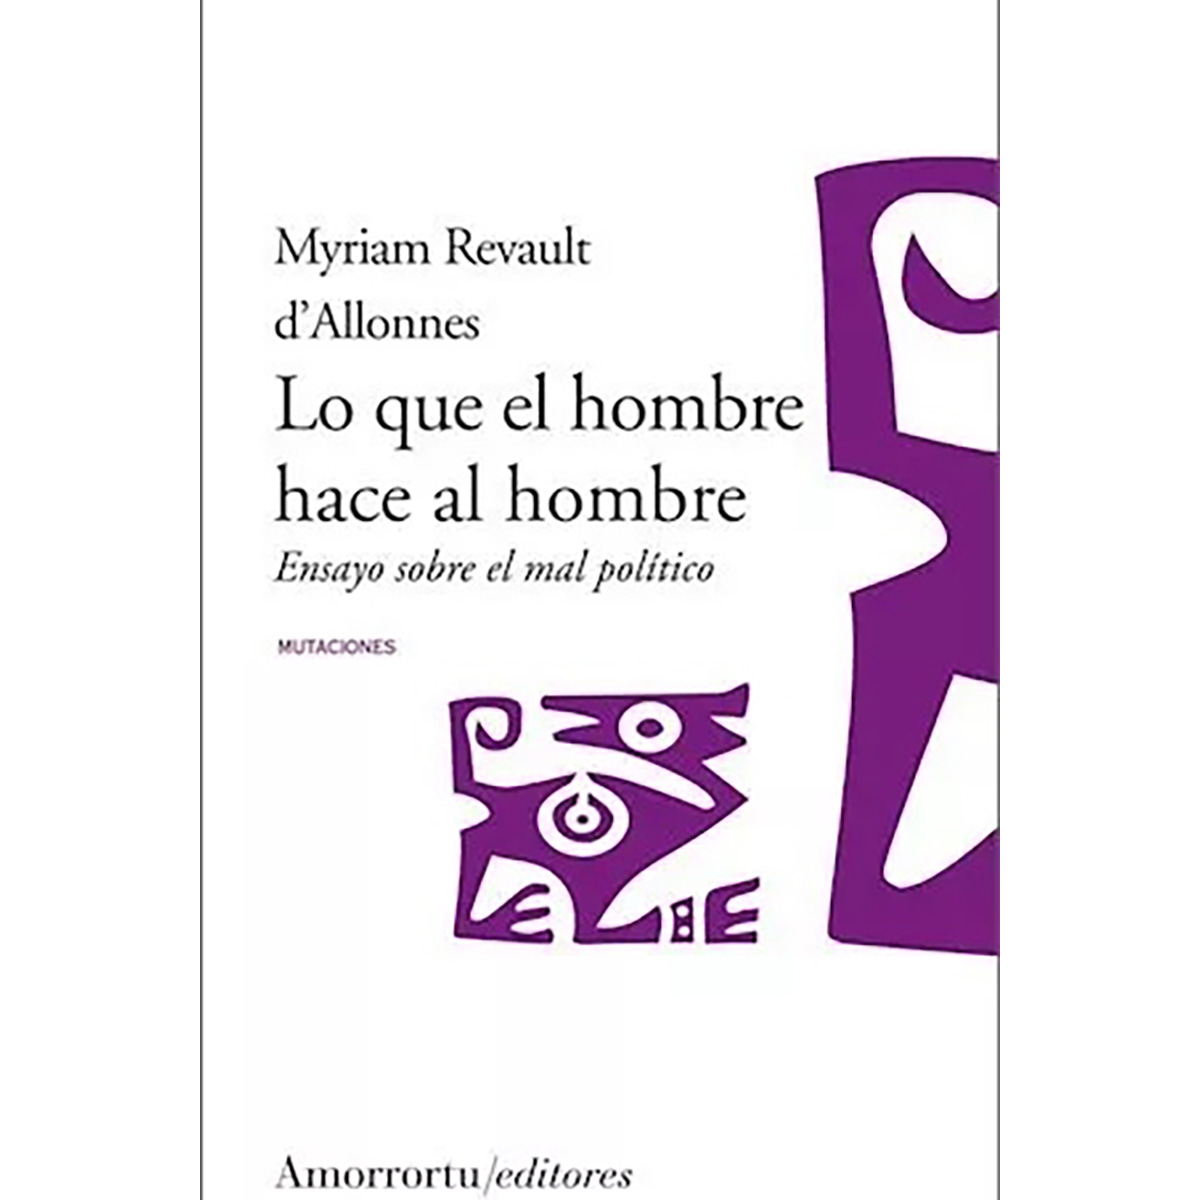 Myriam Revault
d’Allonnes
Lo que el hombre
hace al hombre
Ensayo sobre el mal político
MUTACIONES
Amorrortu/editores